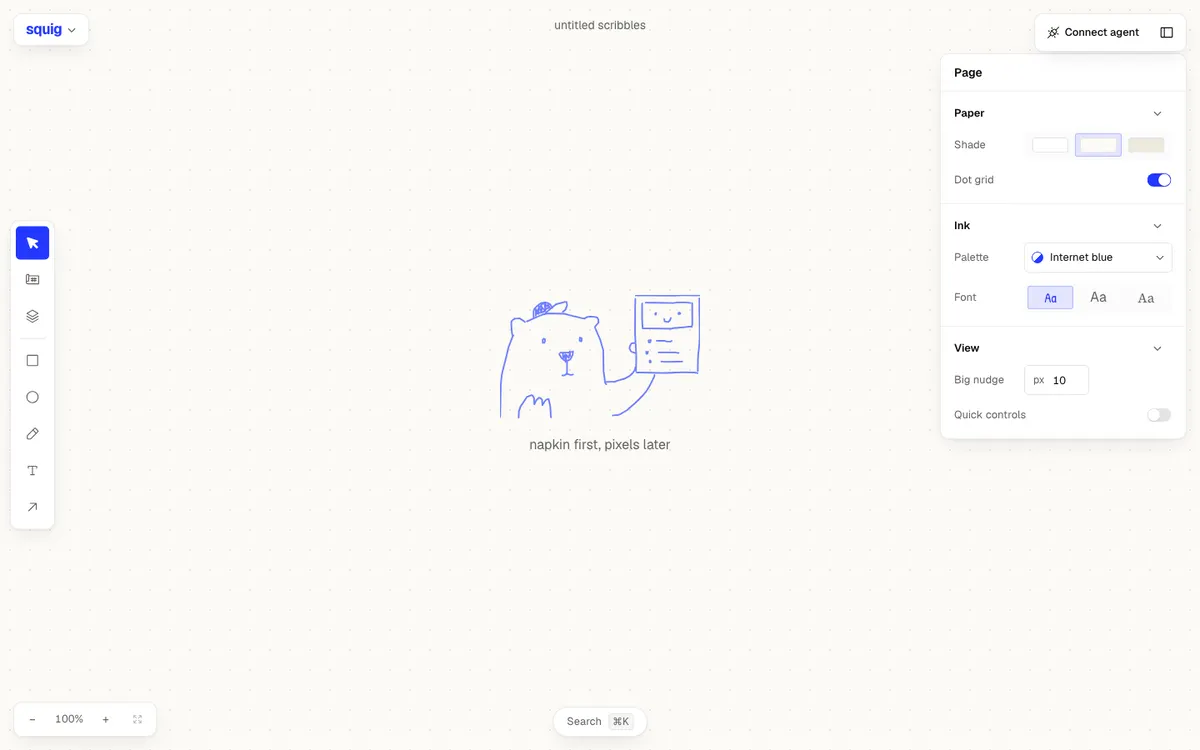 squig
untitled scribbles
Connect agent
Page
Paper
Shade
Dot grid
Ink
Palette
Internet blue
Font
Aa
Aa
Aa
View
Big nudge
px 10
Quick controls
napkin first, pixels later
T
− 100% +
Search ⌘K